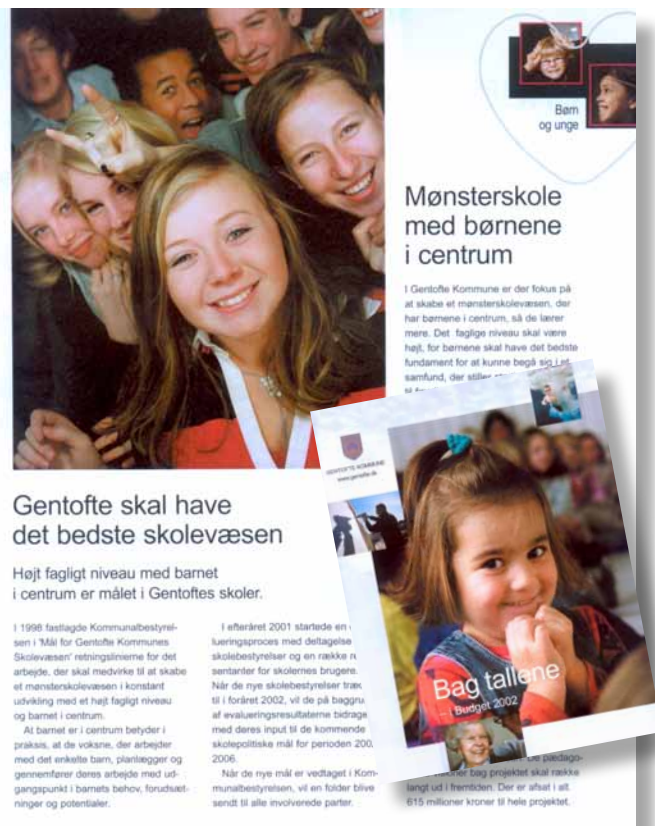 Børn
og unge
Mønsterskole
med børnene
i centrum
I Gentofte Kommune er der fokus på
at skabe et mønsterskolevæsen, der
har børnene i centrum, så de lærer
mere. Det faglige niveau skal være
højt, for børnene skal have det bedste
fundament for at kunne begå sig i et
samfund, der stiller
Gentofte skal have
det bedste skolevæsen
Højt fagligt niveau med barnet
i centrum er målet i Gentoftes skoler.
I 1998 fastlagde Kommunalbestyrel-
sen i 'Mål for Gentofte Kommunes
Skolevæsen' retningslinierne for det
arbejde, der skal medvirke til at skabe
et mønsterskolevæsen i konstant
udvikling med et højt fagligt niveau
og barnet i centrum.
At barnet er i centrum betyder i
praksis, at de voksne, der arbejder
med det enkelte barn, planlægger og
gennemfører deres arbejde med ud-
gangspunkt i barnets behov, forudsæt-
ninger og potentialer.
I efteråret 2001 startede en
lueringsproces med deltagelse
skolebestyrelser og en række
sentanter for skolernes brugere.
Når de nye skolebestyrelser
til i foråret 2002, vil de på
af evalueringsresultaterne bidrage
med deres input til de kommende
skolepolitiske mål for perioden
2006.
Når de nye mål er vedtaget i Kom-
munalbestyrelsen, vil en folder blive
sendt til alle involverede parter.
GENTOFTE KOMMUNE
www.gentofte.dk
Bag tallene
– i Budget 2002
De pædago-
bag projektet skal række
langt ud i fremtiden. Der er afsat i alt
615 millioner kroner til hele projektet.